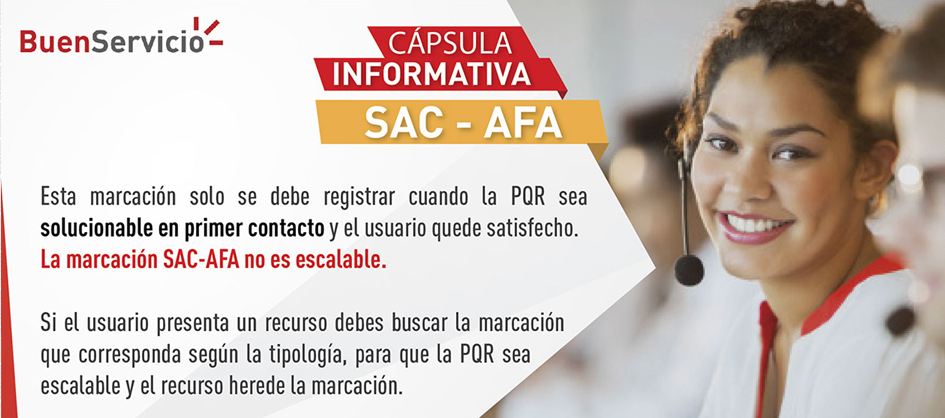 BuenServicio
CÁPSULA
INFORMATIVA
SAC - AFA
Esta marcación solo se debe registrar cuando la PQR sea
solucionable en primer contacto y el usuario quede satisfecho.
La marcación SAC-AFA no es escalable.
Si el usuario presenta un recurso debes buscar la marcación
que corresponda según la tipología, para que la PQR sea
escalable y el recurso herede la marcación.